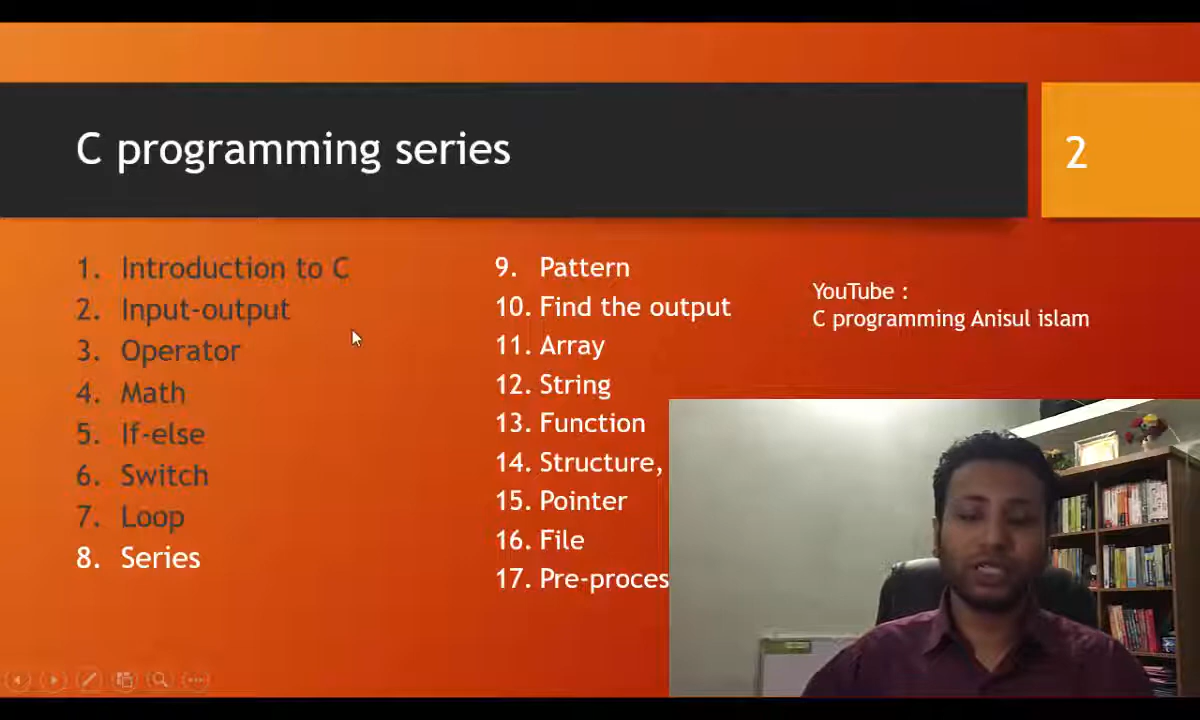 C programming series
2
1. Introduction to C
2. Input-output
3. Operator
4. Math
5. If-else
6. Switch
7. Loop
8. Series
9. Pattern
10. Find the output
11. Array
12. String
13. Function
14. Structure,
15. Pointer
16. File
17. Pre-proces
YouTube :
C programming Anisul islam